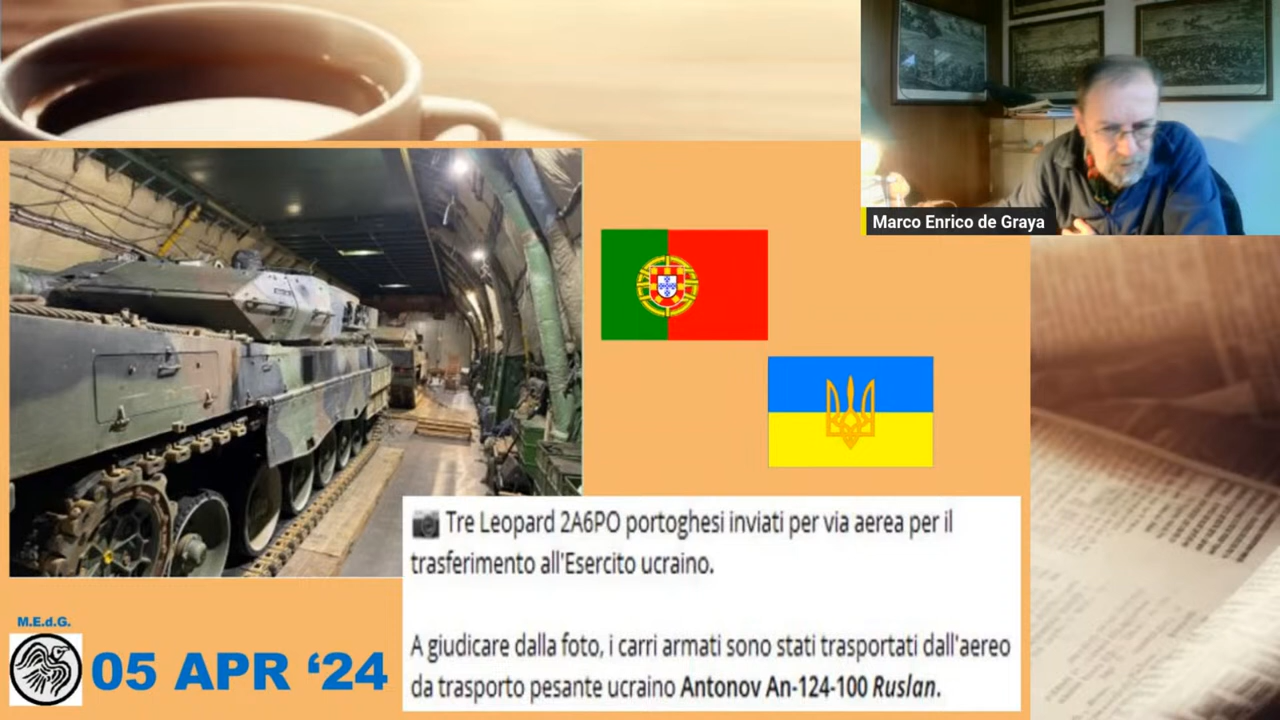 Marco Enrico de Graya
Tre Leopard 2A6PO portoghesi inviati per via aerea per il
trasferimento all'Esercito ucraino.
A giudicare dalla foto, i carri armati sono stati trasportati dall'aereo
da trasporto pesante ucraino Antonov An-124-100 Ruslan.
M.E.d.G.
05 APR ‘24